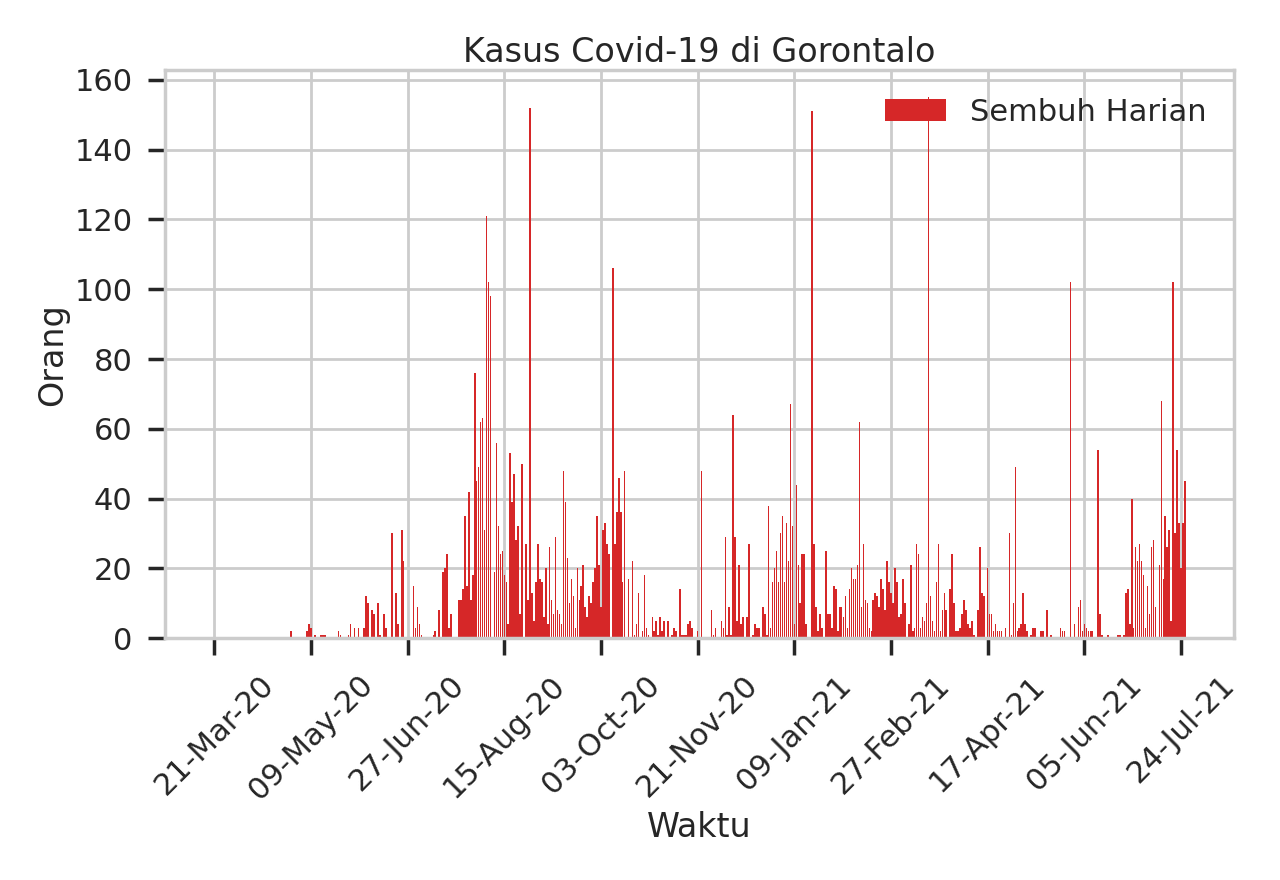 Kasus Covid-19 di Gorontalo
Sembuh Harian
Orang
160
140
120
100
80
60
40
20
0
21-Mar-20
09-May-20
27-Jun-20
15-Aug-20
03-Oct-20
21-Nov-20
09-Jan-21
27-Feb-21
17-Apr-21
05-Jun-21
24-Jul-21
Waktu